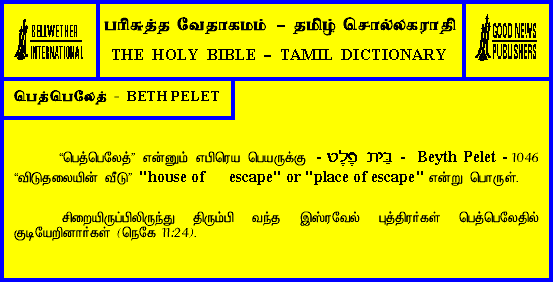 BELLWETHER
INTERNATIONAL
பரிசுத்த வேதாகமம் – தமிழ் சொல்லகராதி
THE HOLY BIBLE – TAMIL DICTIONARY
GOOD NEWS
PUBLISHERS
பெத்பெலேத் - BETH PELET
“பெத்பெலேத்” என்னும் எபிரெய பெயருக்கு - בַּיִת פֶּלֶט - Beyth Pelet - 1046
“விடுதலையின் வீடு” "house of escape" or "place of escape" என்று பொருள்.
சிறையிருப்பிலிருந்து திரும்பி வந்த இஸ்ரவேல் புத்திரர்கள் பெத்பெலேதில்
குடியேறினார்கள் (நெகே 11:24).